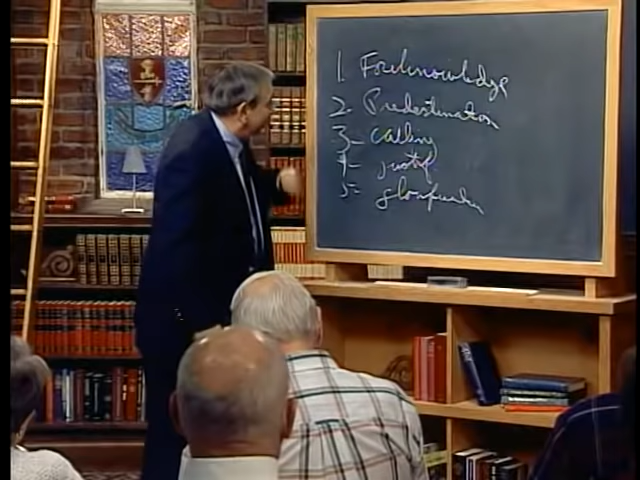 1. Foreknowledge
2- Predestination
3- Calling
4- justif.
5- glorification